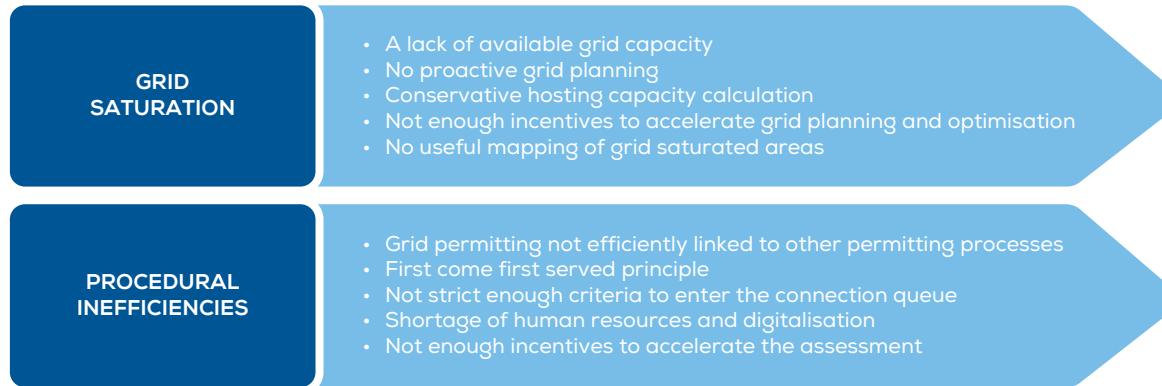 GRID
SATURATION
• A lack of available grid capacity
• No proactive grid planning
• Conservative hosting capacity calculation
• Not enough incentives to accelerate grid planning and optimisation
• No useful mapping of grid saturated areas
PROCEDURAL
INEFFICIENCIES
• Grid permitting not efficiently linked to other permitting processes
• First come first served principle
• Not strict enough criteria to enter the connection queue
• Shortage of human resources and digitalisation
• Not enough incentives to accelerate the assessment